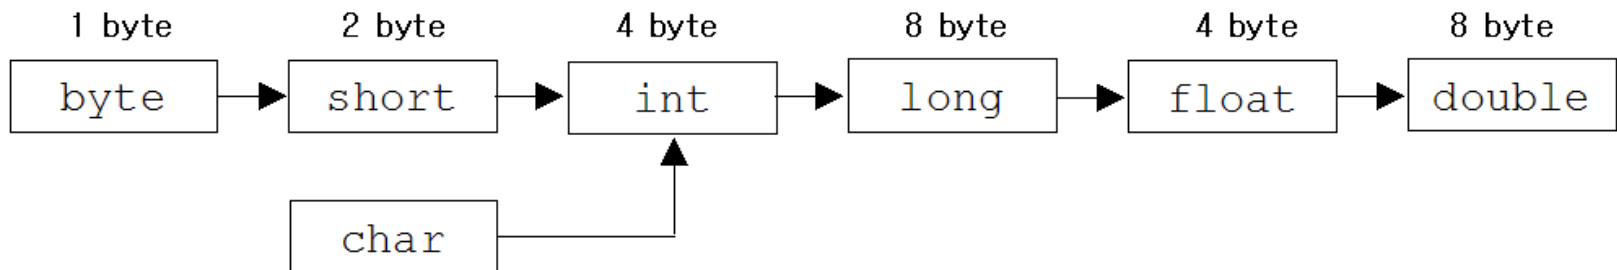 1 byte 2 byte 4 byte 8 byte 4 byte 8 byte
byte short int long float double
char